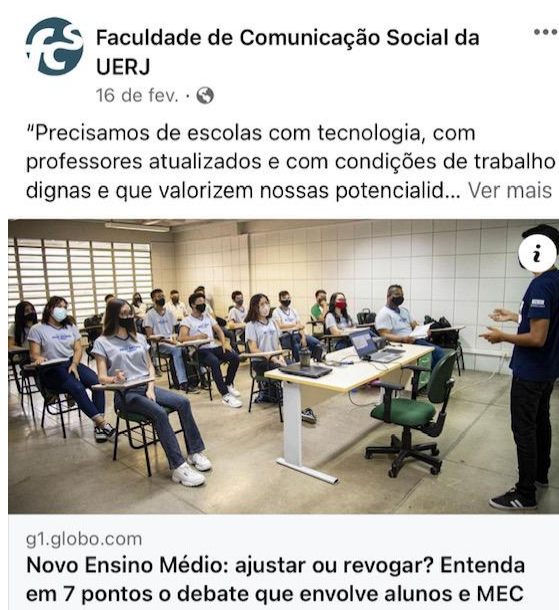 fcs
Faculdade de Comunicação Social da
UERJ
16 de fev. ·
"Precisamos de escolas com tecnologia, com
professores atualizados e com condições de trabalho
dignas e que valorizem nossas potencialid... Ver mais
i
g1.globo.com
Novo Ensino Médio: ajustar ou revogar? Entenda
em 7 pontos o debate que envolve alunos e MEC